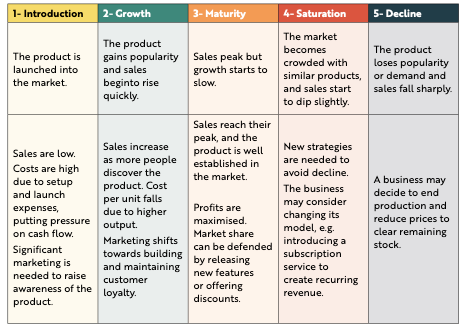 1- Introduction
2- Growth
3- Maturity
4- Saturation
5- Decline
The product is
launched into
the market.
The product
gains popularity
and sales
beginto rise
quickly.
Sales peak but
growth starts to
slow.
The market
becomes
crowded with
similar products,
and sales start
to dip slightly.
The product
loses popularity
or demand and
sales fall sharply.
Sales are low.
Costs are high
due to setup
and launch
expenses,
putting pressure
on cash flow.
Significant
marketing is
needed to raise
awareness of the
product.
Sales increase
as more people
discover the
product. Cost
per unit falls
due to higher
output.
Marketing shifts
towards building
and maintaining
customer
loyalty.
Sales reach their
peak, and the
product is well
established in
the market.
Profits are
maximised.
Market share
can be defended
by releasing
new features
or offering
discounts.
New strategies
are needed to
avoid decline.
The business
may consider
changing its
model, e.g.
introducing a
subscription
service to
create recurring
revenue.
A business may
decide to end
production and
reduce prices to
clear remaining
stock.